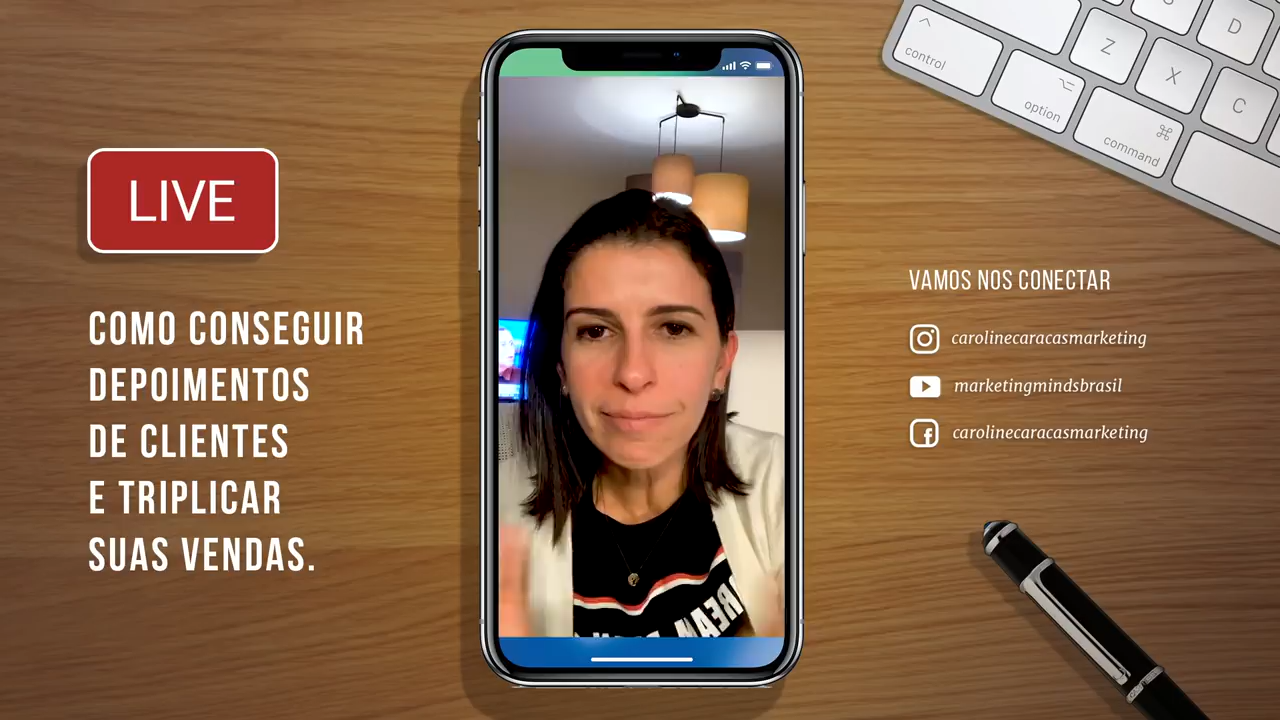 LIVE
COMO CONSEGUIR
DEPOIMENTOS
DE CLIENTES
E TRIPLICAR
SUAS VENDAS.
VAMOS NOS CONECTAR
carolinecaracasmarketing
marketingmindsbrasil
carolinecaracasmarketing
control
option
command
Z
X
C
S
D